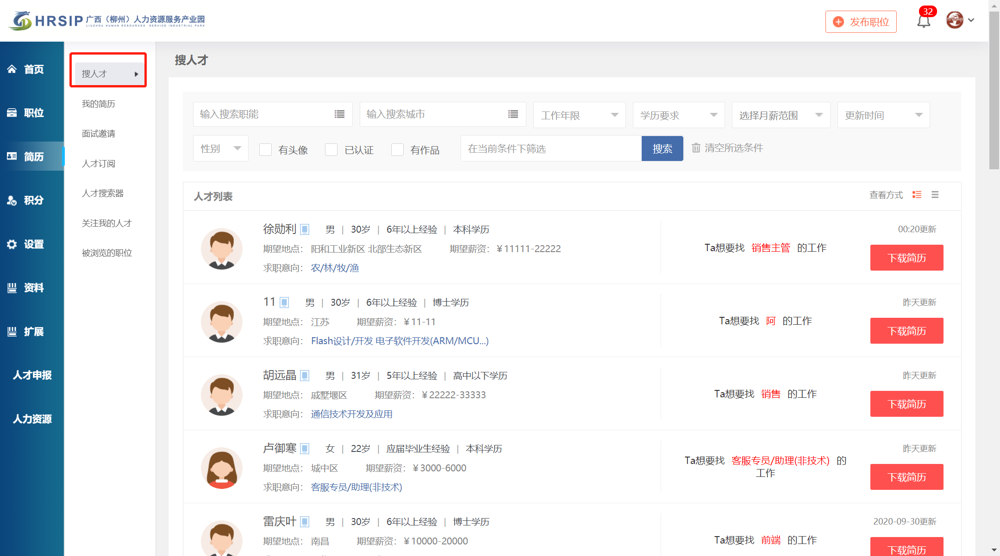 HRSIP 广西（柳州）人力资源服务产业园
LIUZHOU HUMAN RESOURCES SERVICE INDUSTRIAL PARK
发布职位
32
首页
职位
简历
积分
设置
资料
扩展
人才申报
人力资源
搜人才
我的简历
面试邀请
人才订阅
人才搜索器
关注我的人才
被浏览的职位
搜人才
输入搜索职能 输入搜索城市 工作年限 学历要求 选择月薪范围 更新时间
性别 有头像 已认证 有作品 在当前条件下筛选 搜索 清空所选条件
人才列表 查看方式
徐勋利 男 | 30岁 | 6年以上经验 | 本科学历 00:20更新
期望地点： 阳和工业新区 北部生态新区 期望薪资：￥11111-22222
求职意向： 农/林/牧/渔
Ta想要找 销售主管 的工作
下载简历
11 男 | 30岁 | 6年以上经验 | 博士学历 昨天更新
期望地点： 江苏 期望薪资：￥11-11
求职意向： Flash设计/开发 电子软件开发(ARM/MCU...)
Ta想要找 阿 的工作
下载简历
胡远晶 男 | 31岁 | 5年以上经验 | 高中以下学历 昨天更新
期望地点： 戚墅堰区 期望薪资：￥22222-33333
求职意向： 通信技术开发及应用
Ta想要找 销售 的工作
下载简历
卢御寒 女 | 22岁 | 应届毕业生经验 | 本科学历 昨天更新
期望地点： 城中区 期望薪资：￥3000-6000
求职意向： 客服专员/助理(非技术)
Ta想要找 客服专员/助理(非技术) 的
工作
下载简历
雷庆叶 男 | 30岁 | 6年以上经验 | 博士学历 2020-09-30更新
期望地点： 南昌 期望薪资：￥10000-20000
Ta想要找 前端 的工作
下载简历